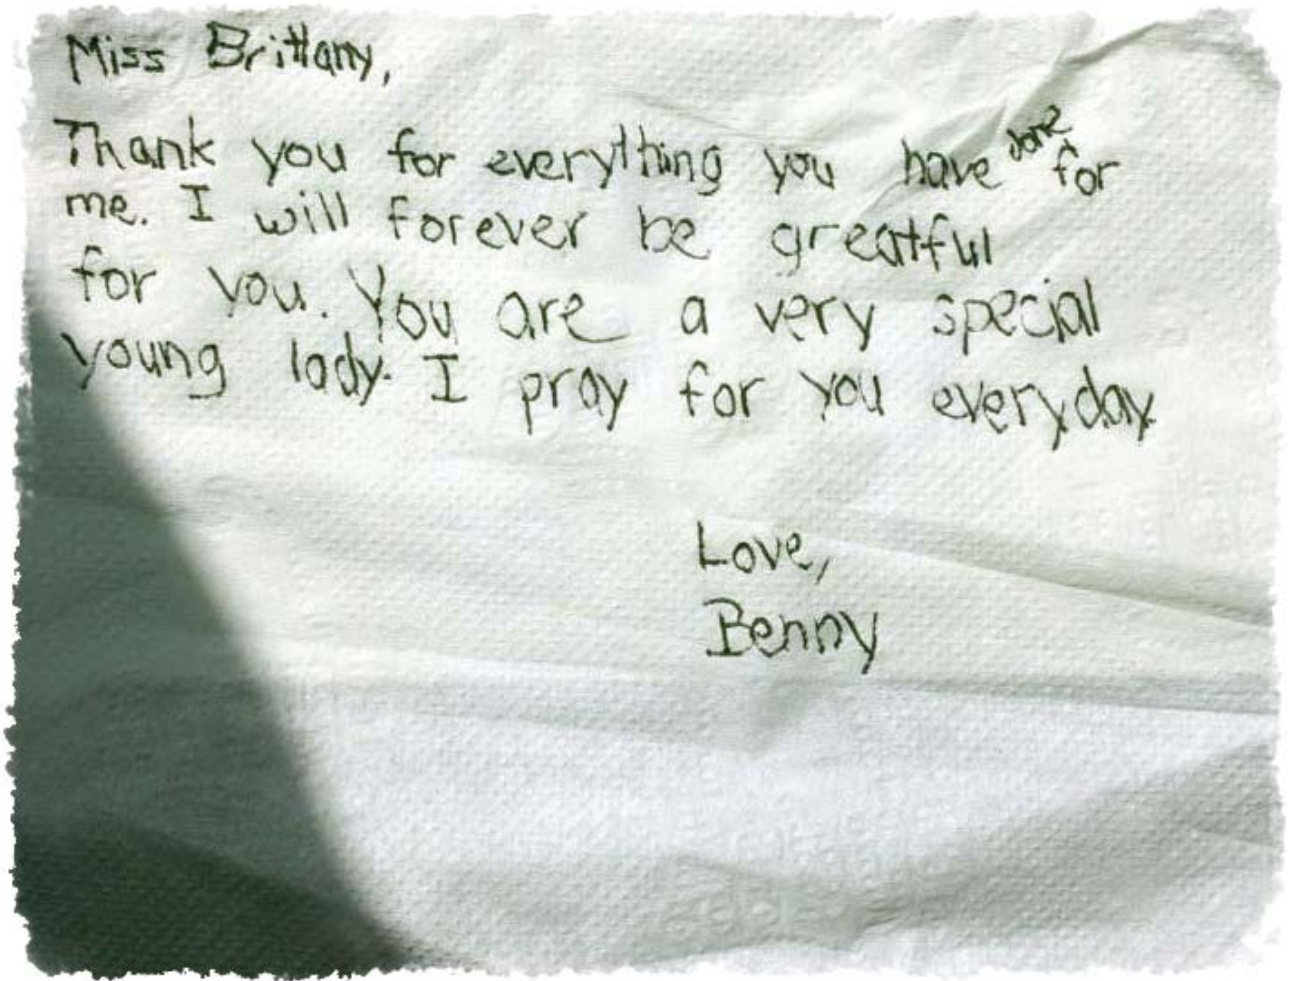 Miss Brittany,
Thank you for everything you have done for
me. I will forever be greatful
for you. You are a very special
young lady. I pray for you everyday.
Love,
Benny